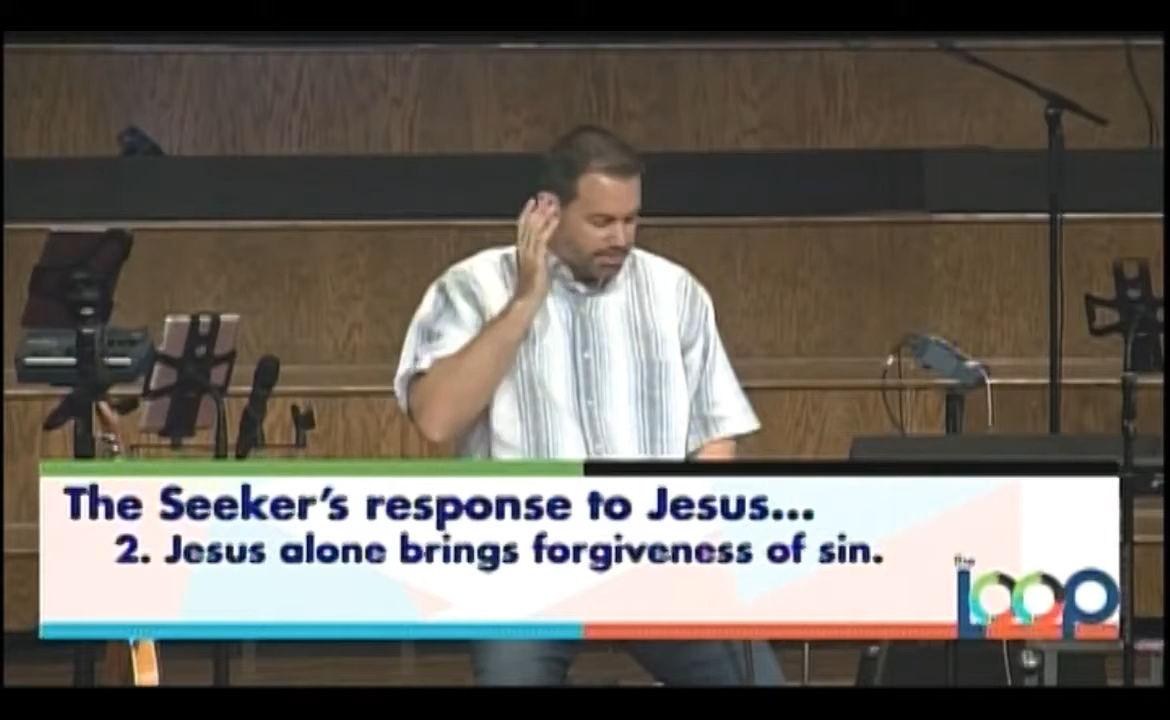 The Seeker's response to Jesus...
2. Jesus alone brings forgiveness of sin.
the
Loop